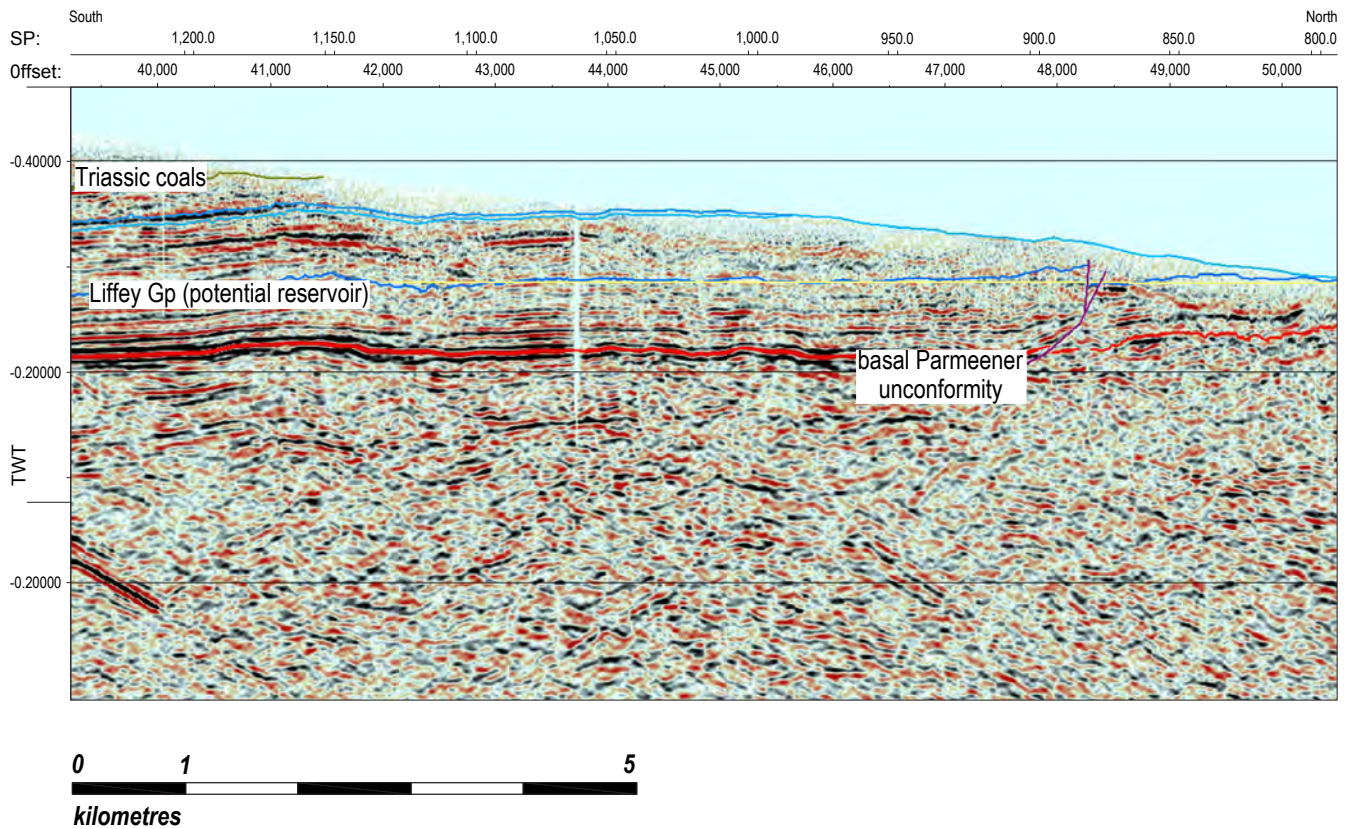 South North
SP: 1,200.0 1,150.0 1,100.0 1,050.0 1,000.0 950.0 900.0 850.0 800.0
Offset: 40,000 41,000 42,000 43,000 44,000 45,000 46,000 47,000 48,000 49,000 50,000
-0.40000
Triassic coals
Liffey Gp (potential reservoir)
basal Parmeener
unconformity
-0.20000
TWT
-0.20000
0 1 5
kilometres